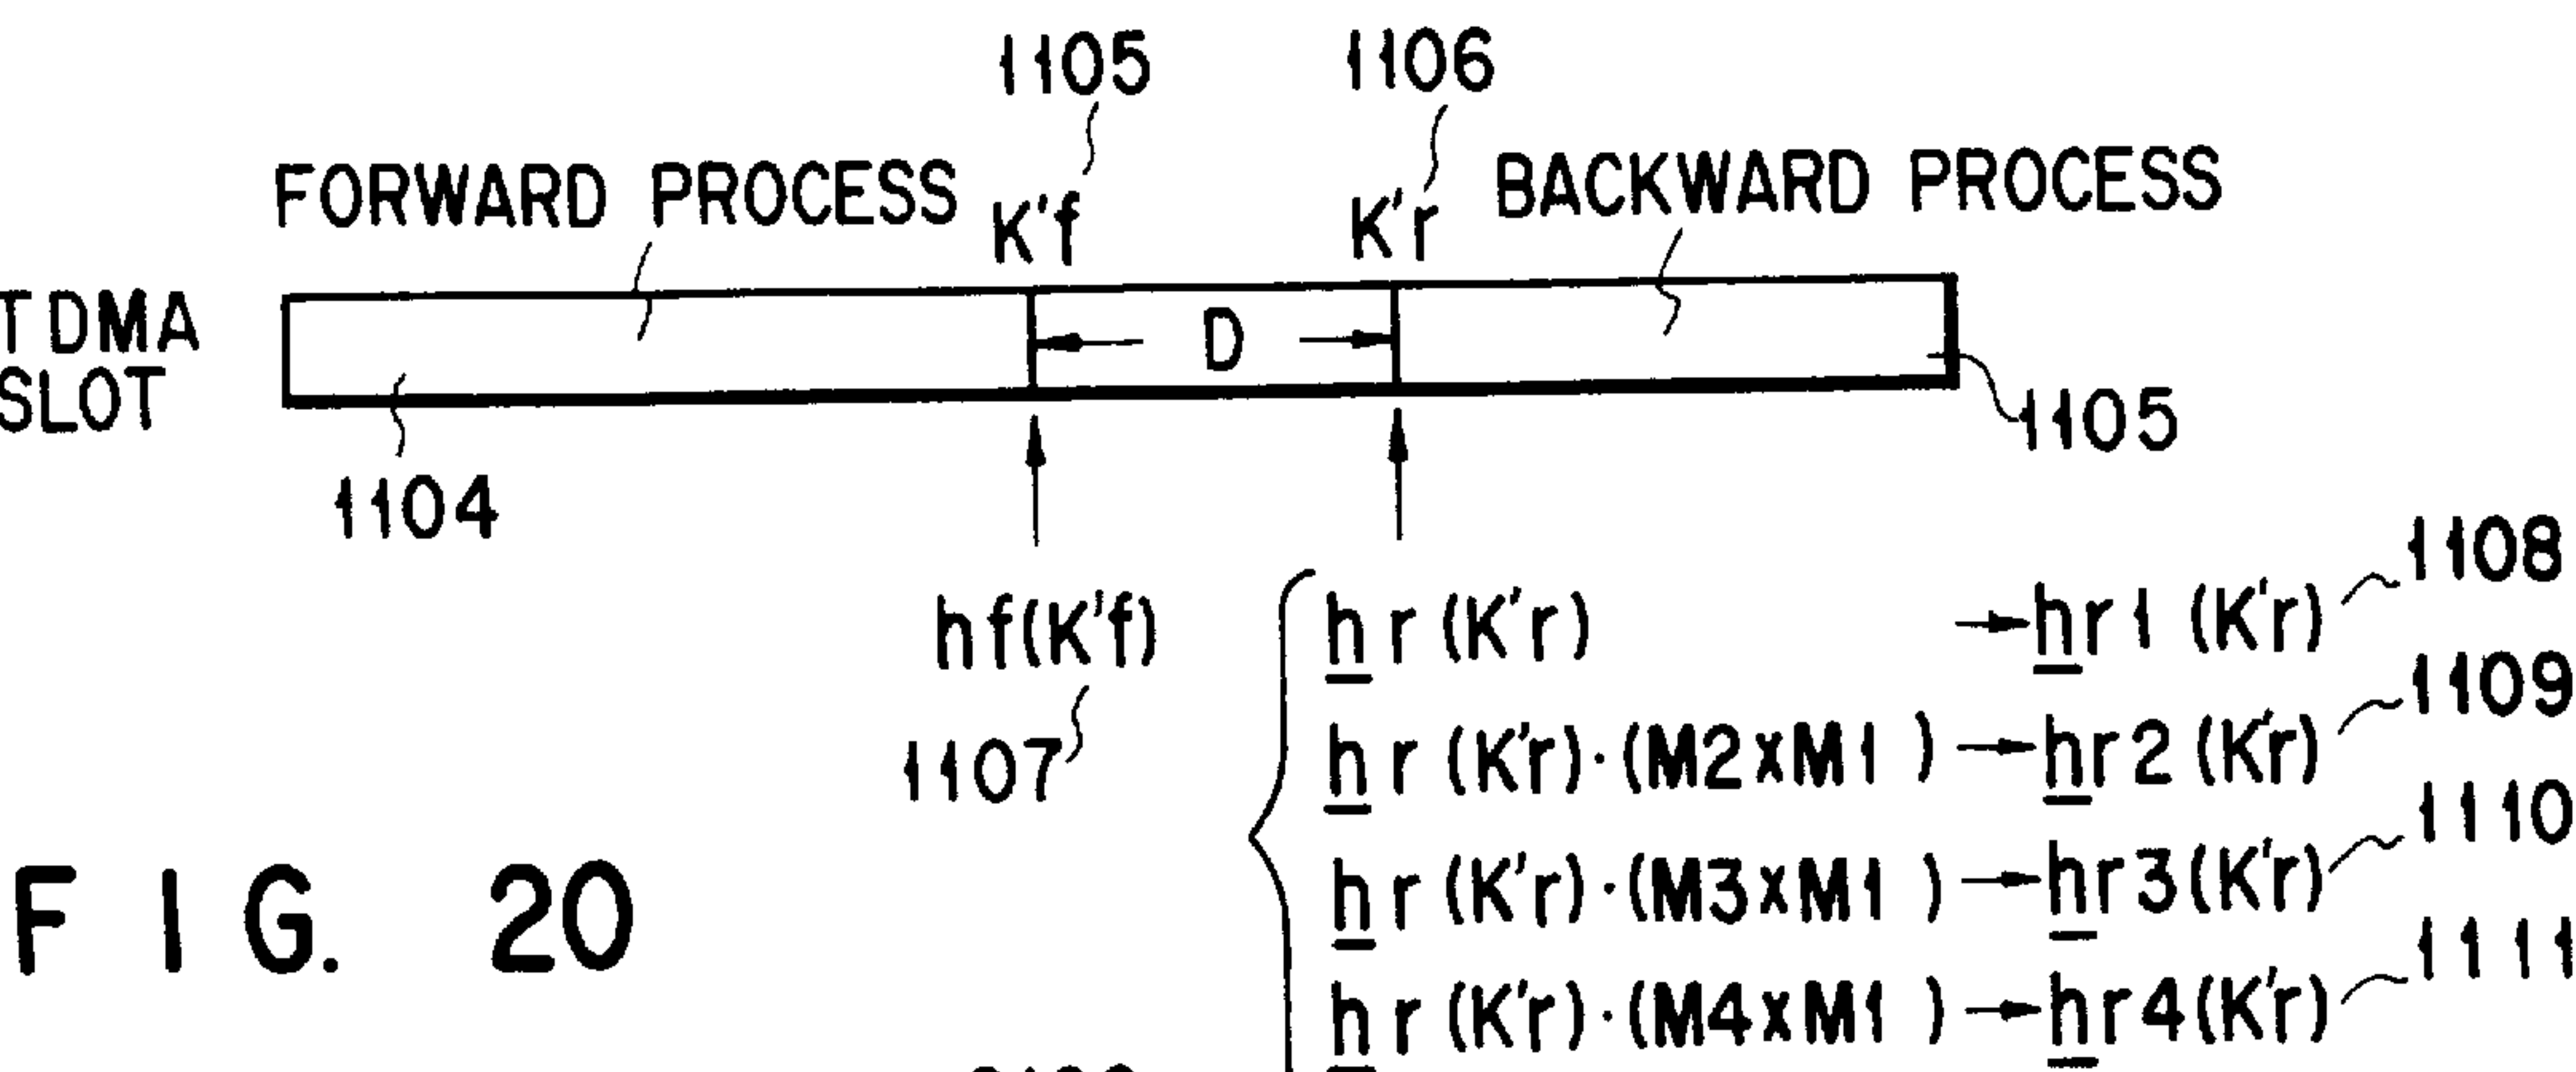 1105 1106
FORWARD PROCESS K'f K'r BACKWARD PROCESS
TDMA
SLOT
D
1105
1104
hf(K'f)
1107
hr (K'r) → hr1 (K'r) 1108
hr (K'r)·(M2xM1 ) → hr2 (K'r) 1109
hr (K'r)·(M3xM1 ) → hr3 (K'r) 1110
hr (K'r)·(M4xM1 ) → hr4 (K'r) 1111
FIG. 20